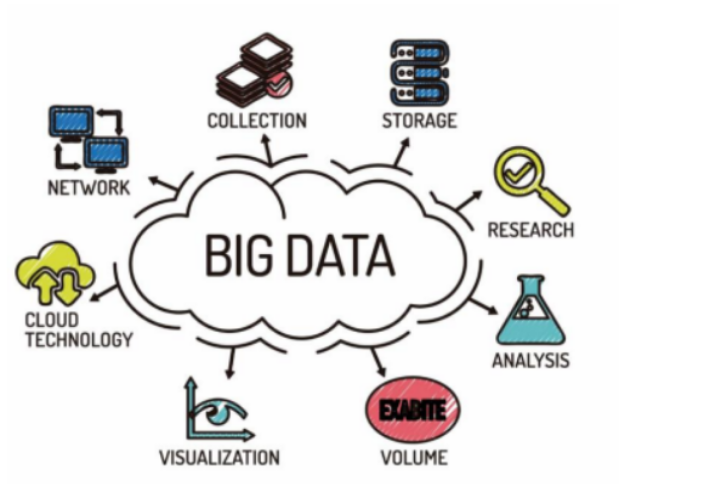 COLLECTION
STORAGE
NETWORK
RESEARCH
BIG DATA
CLOUD
TECHNOLOGY
ANALYSIS
EXABITE
VISUALIZATION
VOLUME